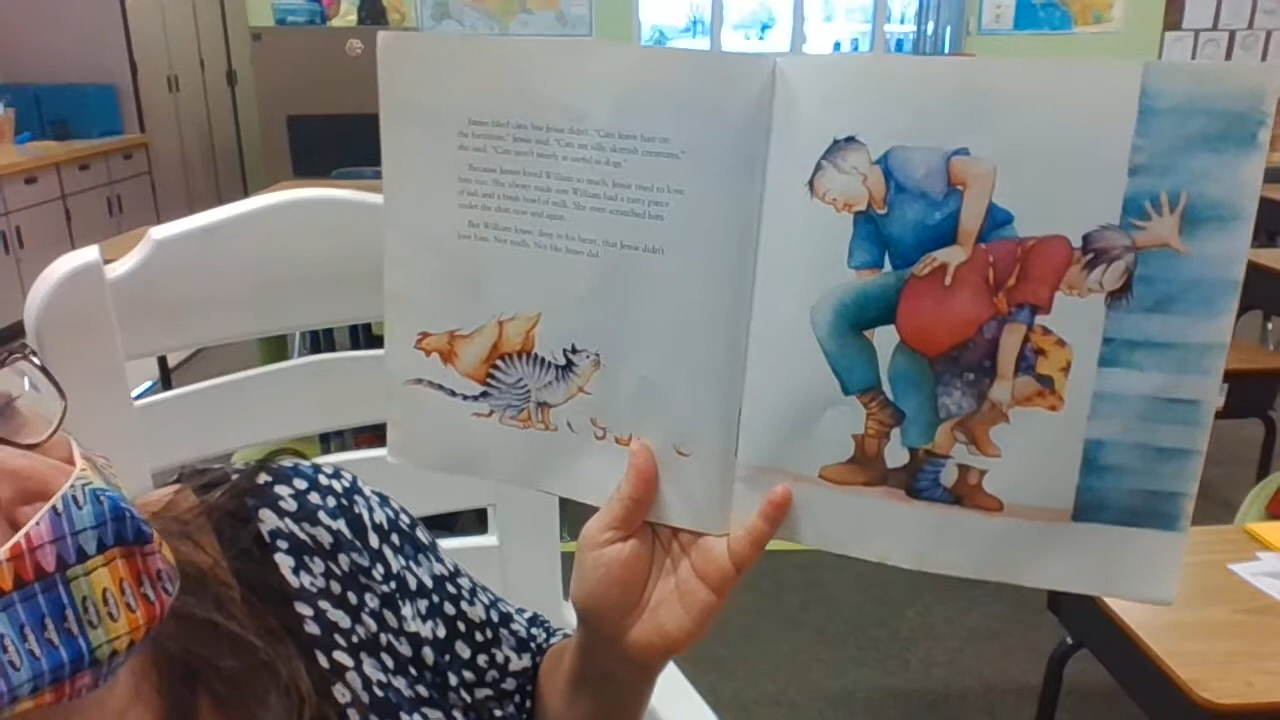 James liked cats, but Jessie didn't. "Cats leave hair on
the furniture," Jessie said. "Cats are silly, skittish creatures,"
she said. "Cats aren't nearly as useful as dogs."
Because James loved William so much, Jessie tried to love
him too. She always made sure William had a tasty piece
of fish and a fresh bowl of milk. She even scratched him
under the chin now and again.
But William knew, deep in his heart, that Jessie didn't
love him. Not really. Not like James did.